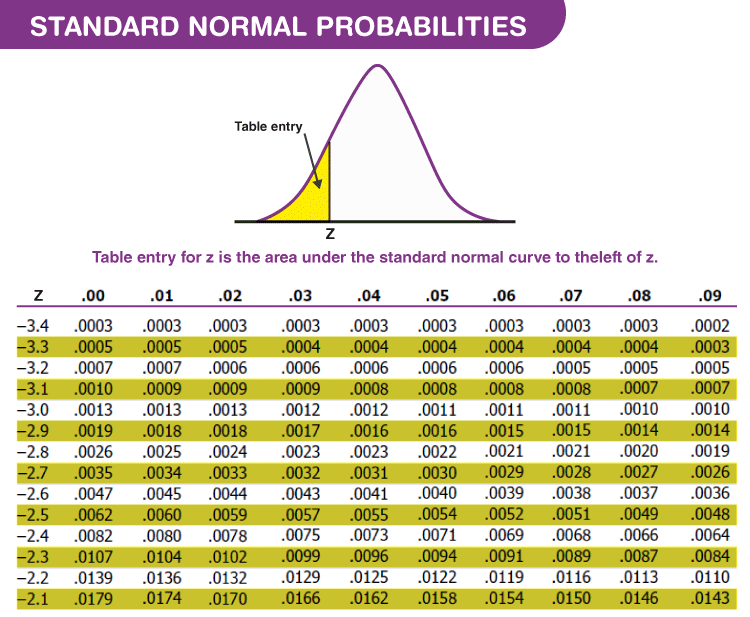 STANDARD NORMAL PROBABILITIES
Table entry
Z
Table entry for z is the area under the standard normal curve to theleft of z.
Z .00 .01 .02 .03 .04 .05 .06 .07 .08 .09
−3.4 .0003 .0003 .0003 .0003 .0003 .0003 .0003 .0003 .0003 .0002
−3.3 .0005 .0005 .0005 .0004 .0004 .0004 .0004 .0004 .0004 .0003
−3.2 .0007 .0007 .0006 .0006 .0006 .0006 .0006 .0005 .0005 .0005
−3.1 .0010 .0009 .0009 .0009 .0008 .0008 .0008 .0008 .0007 .0007
−3.0 .0013 .0013 .0013 .0012 .0012 .0011 .0011 .0011 .0010 .0010
−2.9 .0019 .0018 .0018 .0017 .0016 .0016 .0015 .0015 .0014 .0014
−2.8 .0026 .0025 .0024 .0023 .0023 .0022 .0021 .0021 .0020 .0019
−2.7 .0035 .0034 .0033 .0032 .0031 .0030 .0029 .0028 .0027 .0026
−2.6 .0047 .0045 .0044 .0043 .0041 .0040 .0039 .0038 .0037 .0036
−2.5 .0062 .0060 .0059 .0057 .0055 .0054 .0052 .0051 .0049 .0048
−2.4 .0082 .0080 .0078 .0075 .0073 .0071 .0069 .0068 .0066 .0064
−2.3 .0107 .0104 .0102 .0099 .0096 .0094 .0091 .0089 .0087 .0084
−2.2 .0139 .0136 .0132 .0129 .0125 .0122 .0119 .0116 .0113 .0110
−2.1 .0179 .0174 .0170 .0166 .0162 .0158 .0154 .0150 .0146 .0143